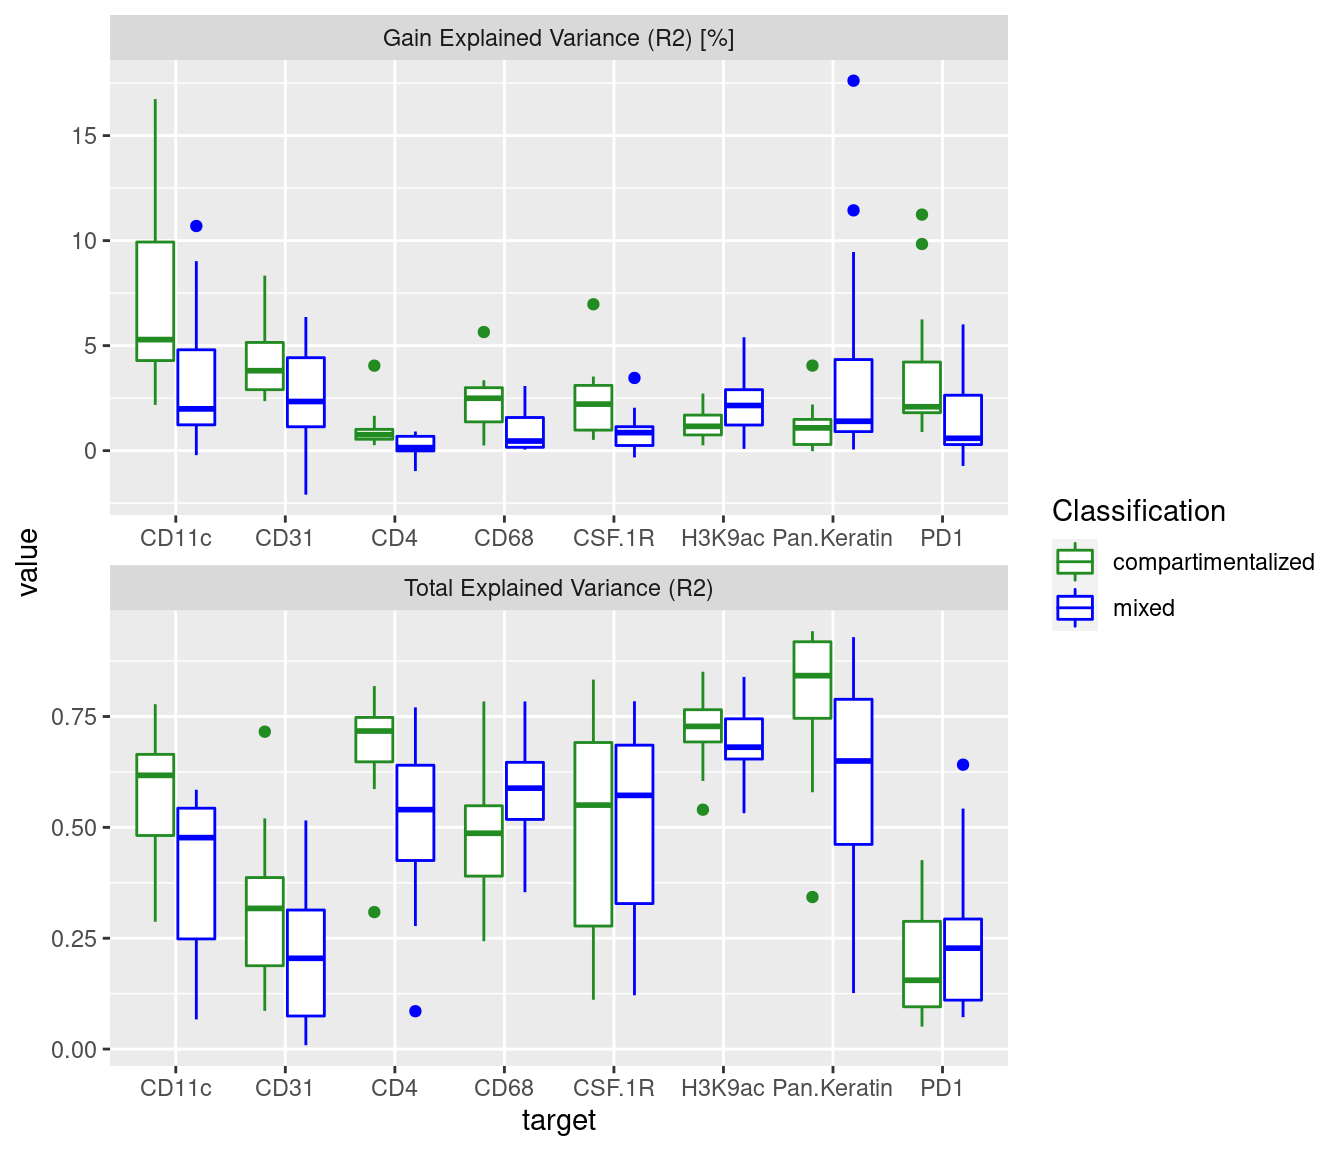 Gain Explained Variance (R2) [%]
15
10
5
0
CD11c CD31 CD4 CD68 CSF.1R H3K9ac Pan.Keratin PD1
value
Total Explained Variance (R2)
0.75
0.50
0.25
0.00
CD11c CD31 CD4 CD68 CSF.1R H3K9ac Pan.Keratin PD1
target
Classification
compartimentalized
mixed